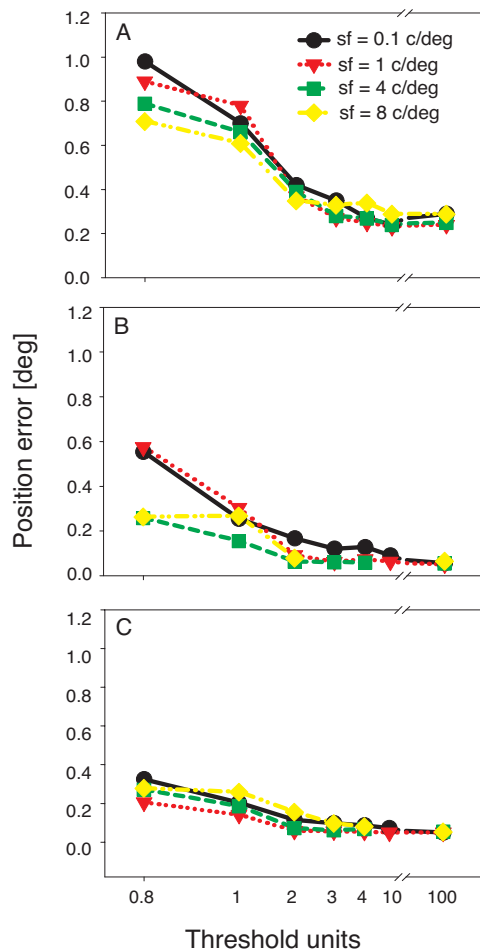 A
sf = 0.1 c/deg
sf = 1 c/deg
sf = 4 c/deg
sf = 8 c/deg
1.2
1.0
0.8
0.6
0.4
0.2
0.0
B
1.2
1.0
0.8
0.6
0.4
0.2
0.0
Position error [deg]
C
1.2
1.0
0.8
0.6
0.4
0.2
0.0
0.8 1 2 3 4 10 100
Threshold units